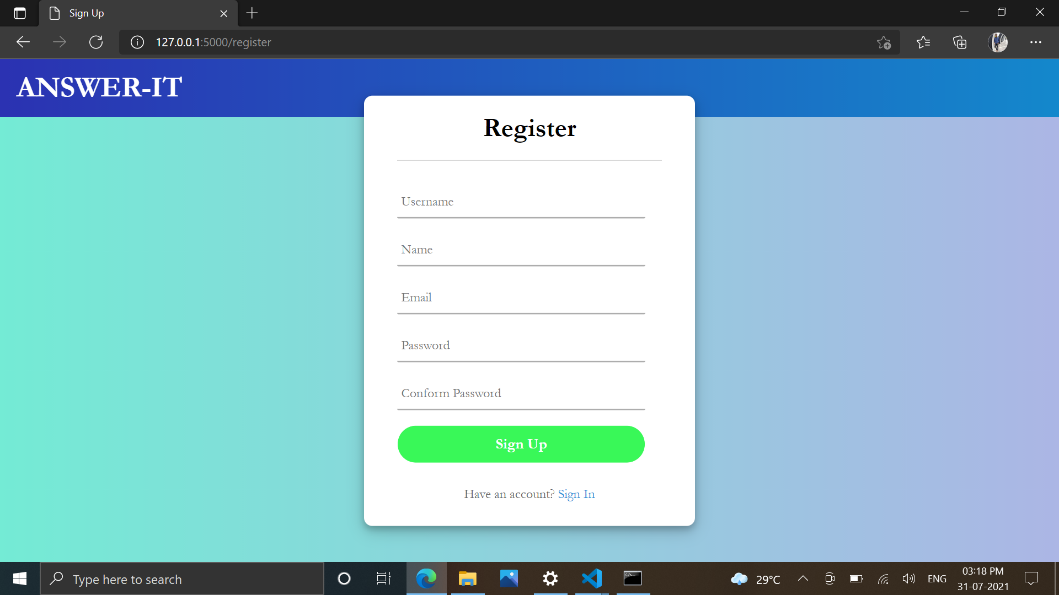 Sign Up
127.0.0.1:5000/register
ANSWER-IT
Register
Username
Name
Email
Password
Conform Password
Sign Up
Have an account? Sign In
Type here to search
29°C
ENG
03:18 PM
31-07-2021